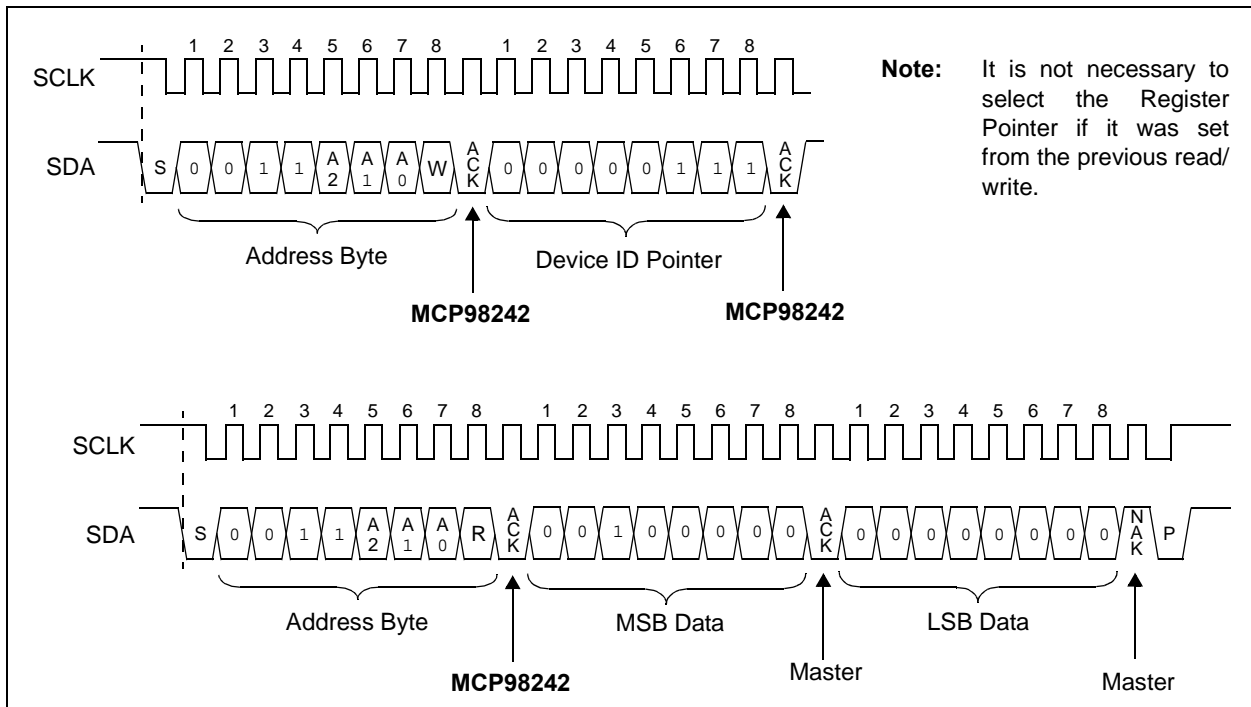 1 2 3 4 5 6 7 8 1 2 3 4 5 6 7 8
SCLK
SDA
S 0 0 1 1 A2 A1 A0 W ACK 0 0 0 0 0 1 1 1 ACK
Address Byte
Device ID Pointer
MCP98242
MCP98242
Note: It is not necessary to
select the Register
Pointer if it was set
from the previous read/
write.
1 2 3 4 5 6 7 8 1 2 3 4 5 6 7 8 1 2 3 4 5 6 7 8
SCLK
SDA
S 0 0 1 1 A2 A1 A0 R ACK 0 0 1 0 0 0 0 0 ACK 0 0 0 0 0 0 0 0 NAK P
Address Byte
MSB Data
LSB Data
MCP98242
Master
Master